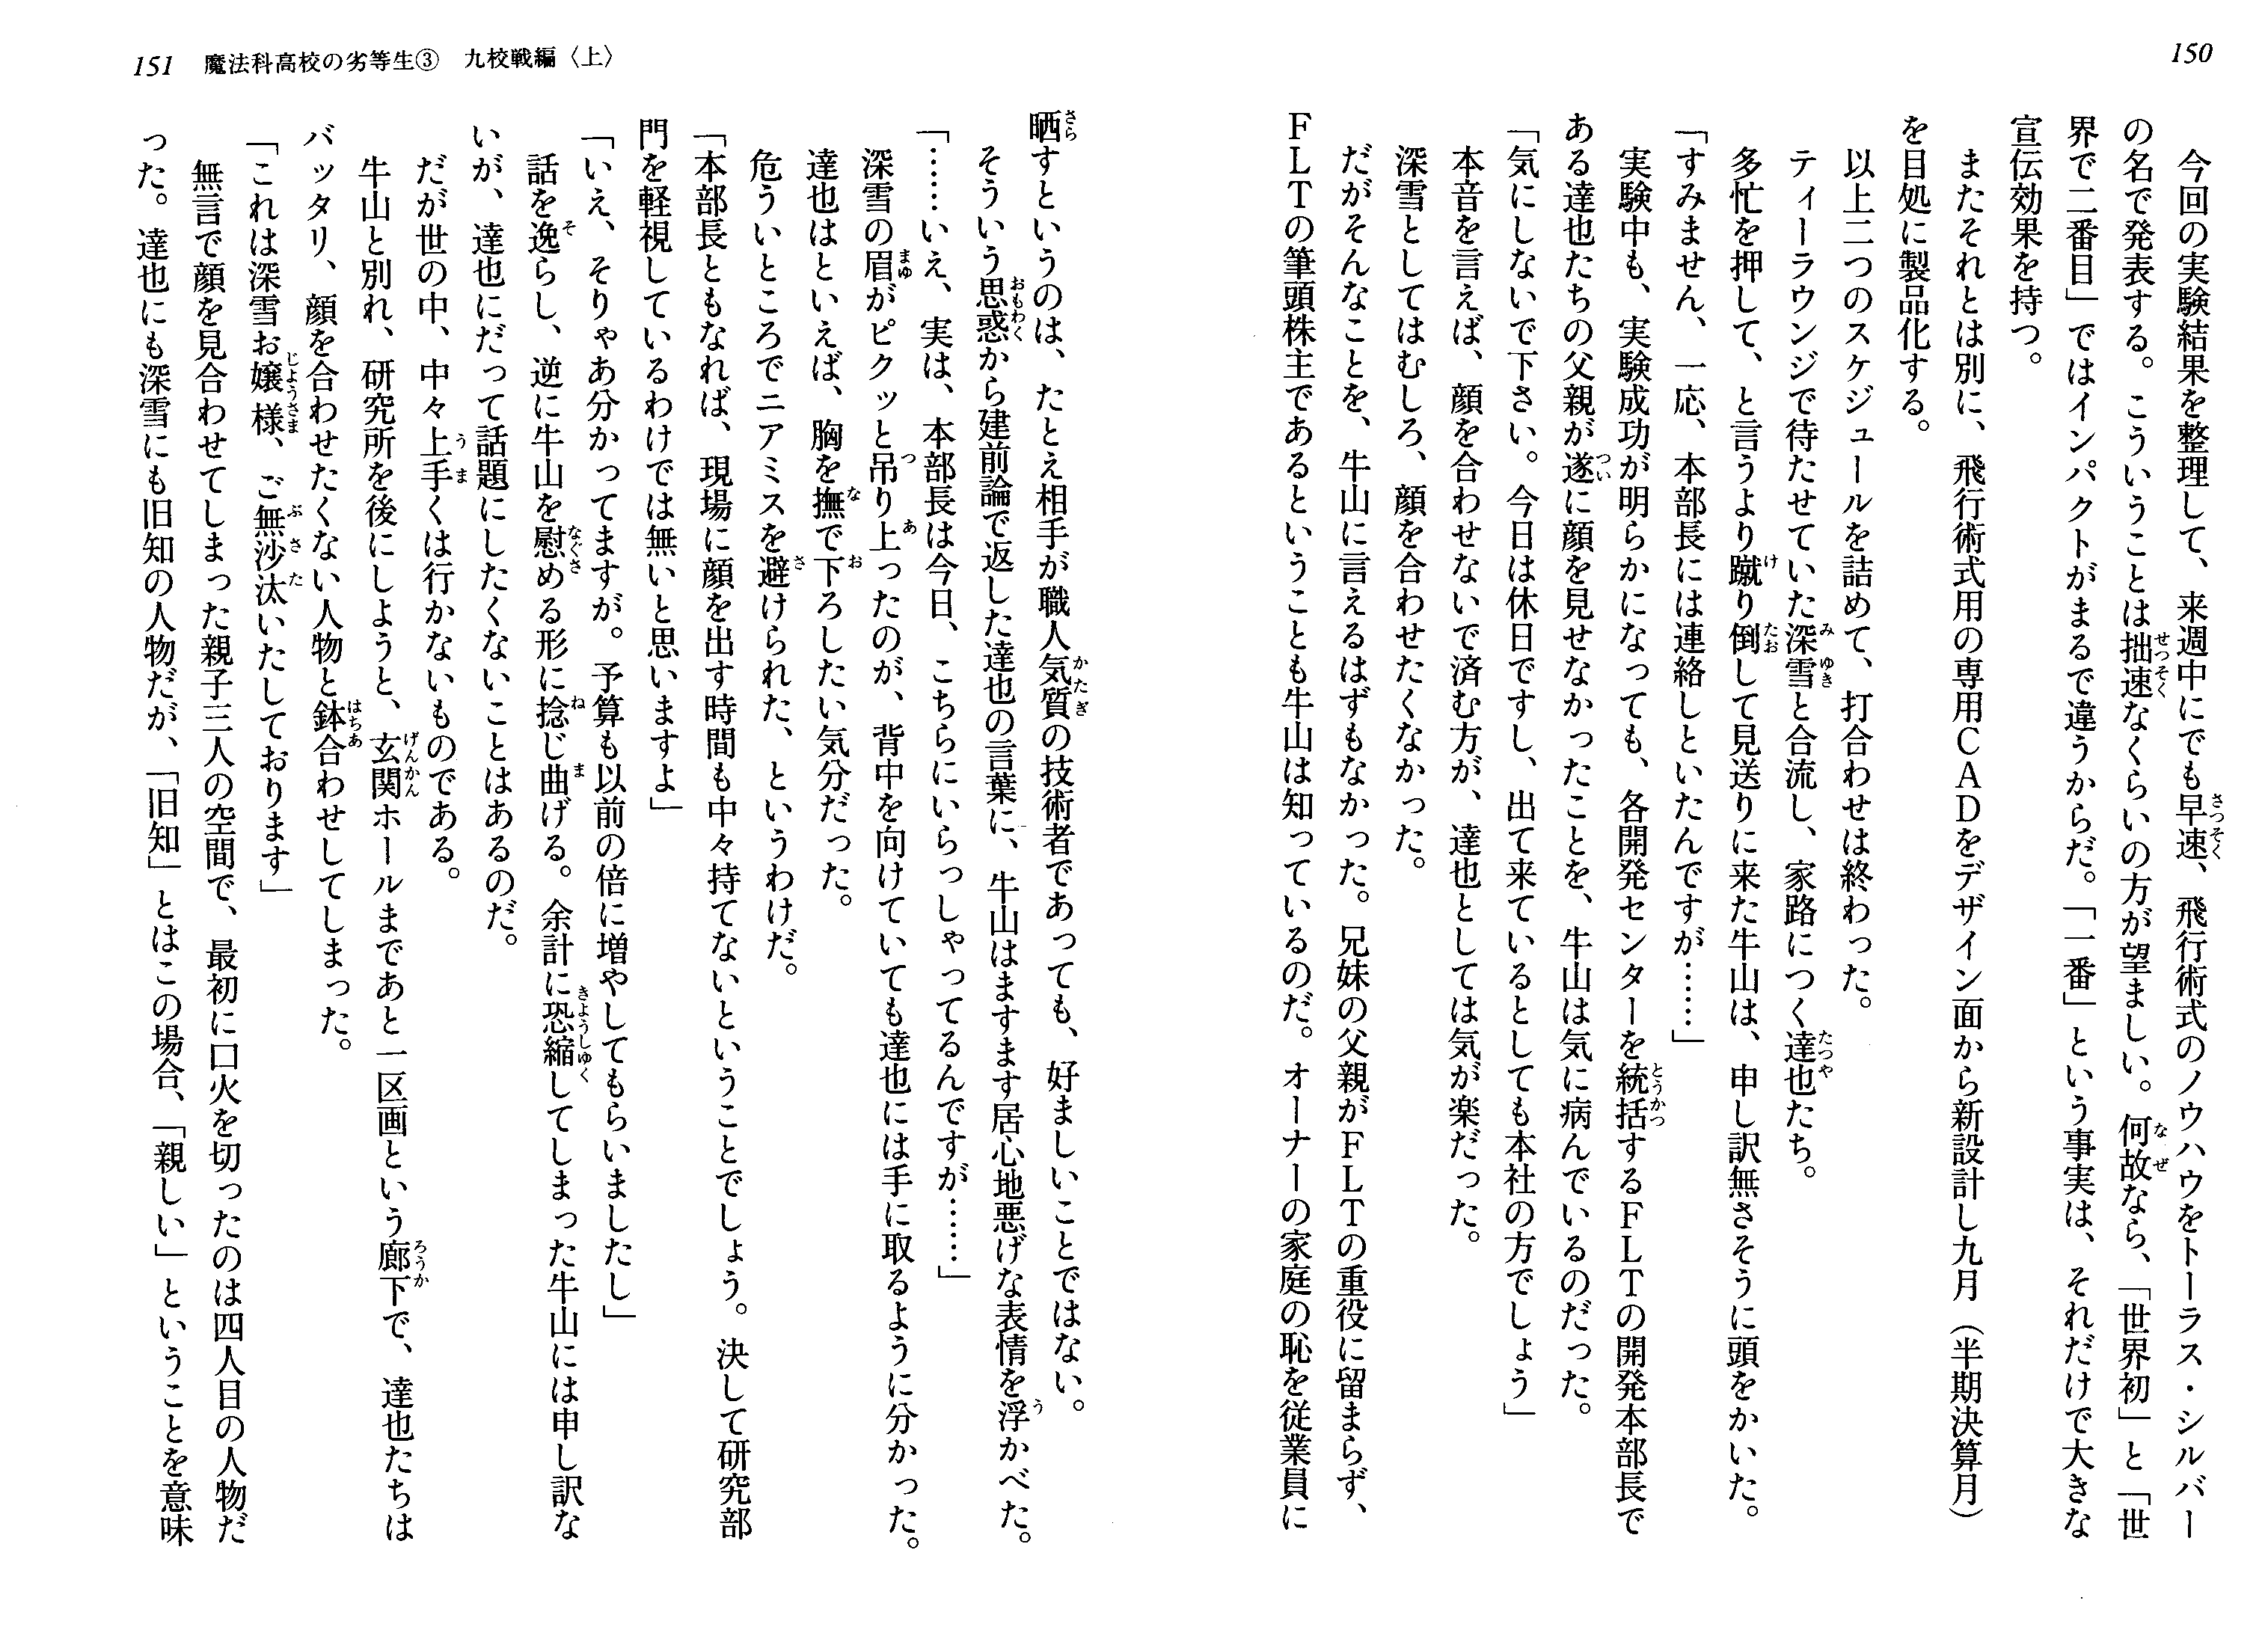 150
今回の実験結果を整理して、来週中にでも早速、飛行術式のノウハウをトーラス・シルバー
の名で発表する。こういうことは拙速なくらいの方が望ましい。何故なら、「世界初」と「世
界で二番目」ではインパクトがまるで違うからだ。「一番」という事実は、それだけで大きな
宣伝効果を持つ。
またそれとは別に、飛行術式用の専用ＣＡＤをデザイン面から新設計し九月（半期決算月）
を目処に製品化する。
以上二つのスケジュールを詰めて、打合わせは終わった。
ティーラウンジで待たせていた深雪と合流し、家路につく達也たち。
多忙を押して、と言うより蹴り倒して見送りに来た牛山は、申し訳無さそうに頭をかいた。
「すみません、一応、本部長には連絡しといたんですが……」
実験中も、実験成功が明らかになっても、各開発センターを統括するＦＬＴの開発本部長で
ある達也たちの父親が遂に顔を見せなかったことを、牛山は気に病んでいるのだった。
「気にしないで下さい。今日は休日ですし、出て来ているとしても本社の方でしょう」
本音を言えば、顔を合わせないで済む方が、達也としては気が楽だった。
深雪としてはむしろ、顔を合わせたくなかった。
だがそんなことを、牛山に言えるはずもなかった。兄妹の父親がＦＬＴの重役に留まらず、
ＦＬＴの筆頭株主であるということも牛山は知っているのだ。オーナーの家庭の恥を従業員に
151 魔法科高校の劣等生③ 九校戦編〈上〉
晒すというのは、たとえ相手が職人気質の技術者であっても、好ましいことではない。
そういう思惑から建前論で返した達也の言葉に、牛山はますます居心地悪げな表情を浮かべた。
「……いえ、実は、本部長は今日、こちらにいらっしゃってるんですが……」
深雪の眉がピクッと吊り上ったのが、背中を向けていても達也には手に取るように分かった。
達也はといえば、胸を撫で下ろしたい気分だった。
危ういところでニアミスを避けられた、というわけだ。
「本部長ともなれば、現場に顔を出す時間も中々持てないということでしょう。決して研究部
門を軽視しているわけでは無いと思いますよ」
「いえ、そりゃあ分かってますが。予算も以前の倍に増やしてもらいましたし」
話を逸らし、逆に牛山を慰める形に捻じ曲げる。余計に恐縮してしまった牛山には申し訳な
いが、達也にだって話題にしたくないことはあるのだ。
だが世の中、中々上手くは行かないものである。
牛山と別れ、研究所を後にしようと、玄関ホールまであと一区画という廊下で、達也たちは
バッタリ、顔を合わせたくない人物と鉢合わせしてしまった。
「これは深雪お嬢様、ご無沙汰いたしております」
無言で顔を見合わせてしまった親子三人の空間で、最初に口火を切ったのは四人目の人物だ
った。達也にも深雪にも旧知の人物だが、「旧知」とはこの場合、「親しい」ということを意味